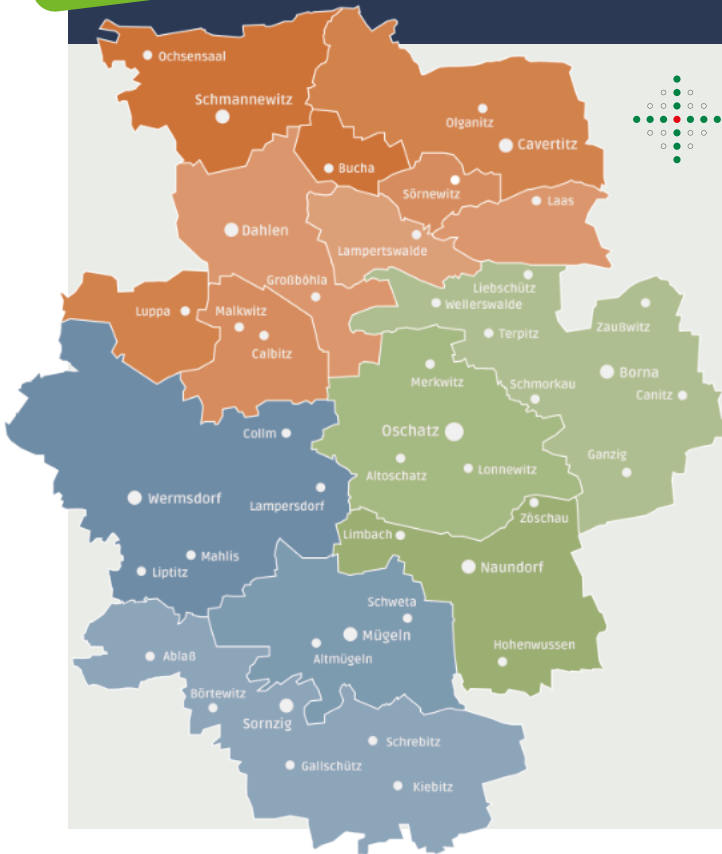 Ochsensaal
Schmannewitz
Olganitz
Cavertitz
Bucha
Sörnewitz
Laas
Dahlen
Lampertswalde
Großböhla
Liebschütz
Wellerswalde
Luppa
Malkwitz
Terpitz
Zaußwitz
Calbitz
Merkwitz
Schmorkau
Borna
Canitz
Collm
Oschatz
Ganzig
Altoschatz
Lonnewitz
Wermsdorf
Lampersdorf
Zöschau
Limbach
Mahlis
Liptitz
Naundorf
Schweta
Mügeln
Hohenwussen
Ablaß
Altmügeln
Börtewitz
Sornzig
Schrebitz
Gallschütz
Kiebitz